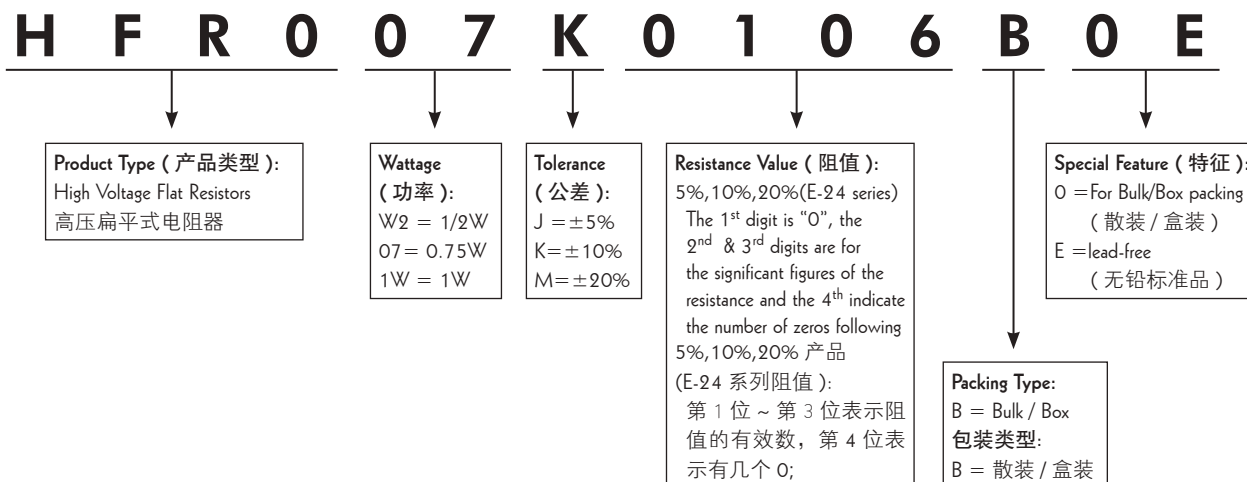 H F R 0 0 7 K 0 1 0 6 B 0 E
Product Type ( 产品类型 ):
High Voltage Flat Resistors
高压扁平式电阻器
Wattage
( 功率 ):
W2 = 1/2W
07 = 0.75W
1W = 1W
Tolerance
( 公差 ):
J =±5%
K=±10%
M=±20%
Resistance Value ( 阻值 ):
5%,10%,20%(E-24 series)
The 1st digit is “0”, the
2nd & 3rd digits are for
the significant figures of the
resistance and the 4th indicate
the number of zeros following
5%,10%,20% 产品
(E-24 系列阻值 ):
第 1 位 ~ 第 3 位表示阻
值的有效数，第 4 位表
示有几个 0;
Packing Type:
B = Bulk / Box
包装类型:
B = 散装 / 盒装
Special Feature ( 特征 ):
0 =For Bulk/Box packing
( 散装 / 盒装 )
E =lead-free
( 无铅标准品 )